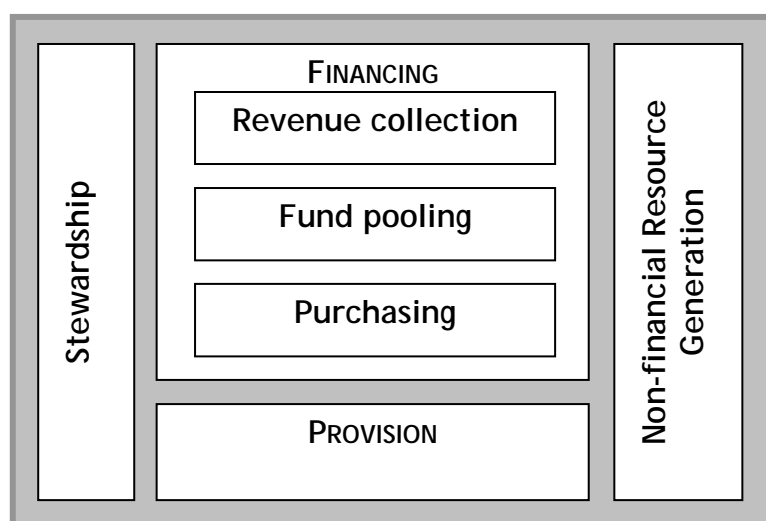 Stewardship
FINANCING
Revenue collection
Fund pooling
Purchasing
PROVISION
Non-financial Resource
Generation